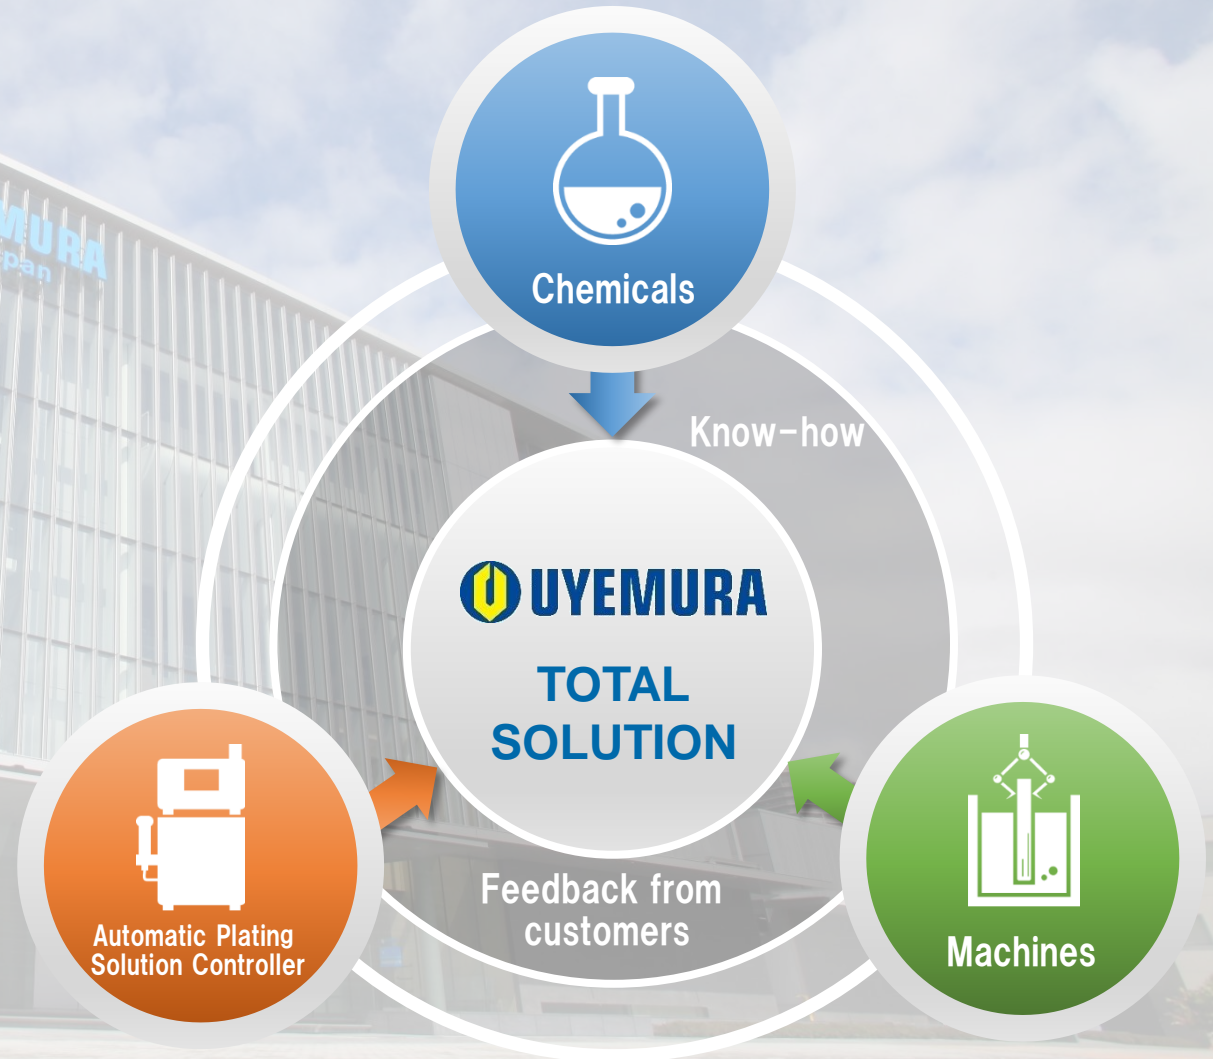 Chemicals
Know-how
UYEMURA
TOTAL
SOLUTION
Feedback from
customers
Automatic Plating
Solution Controller
Machines